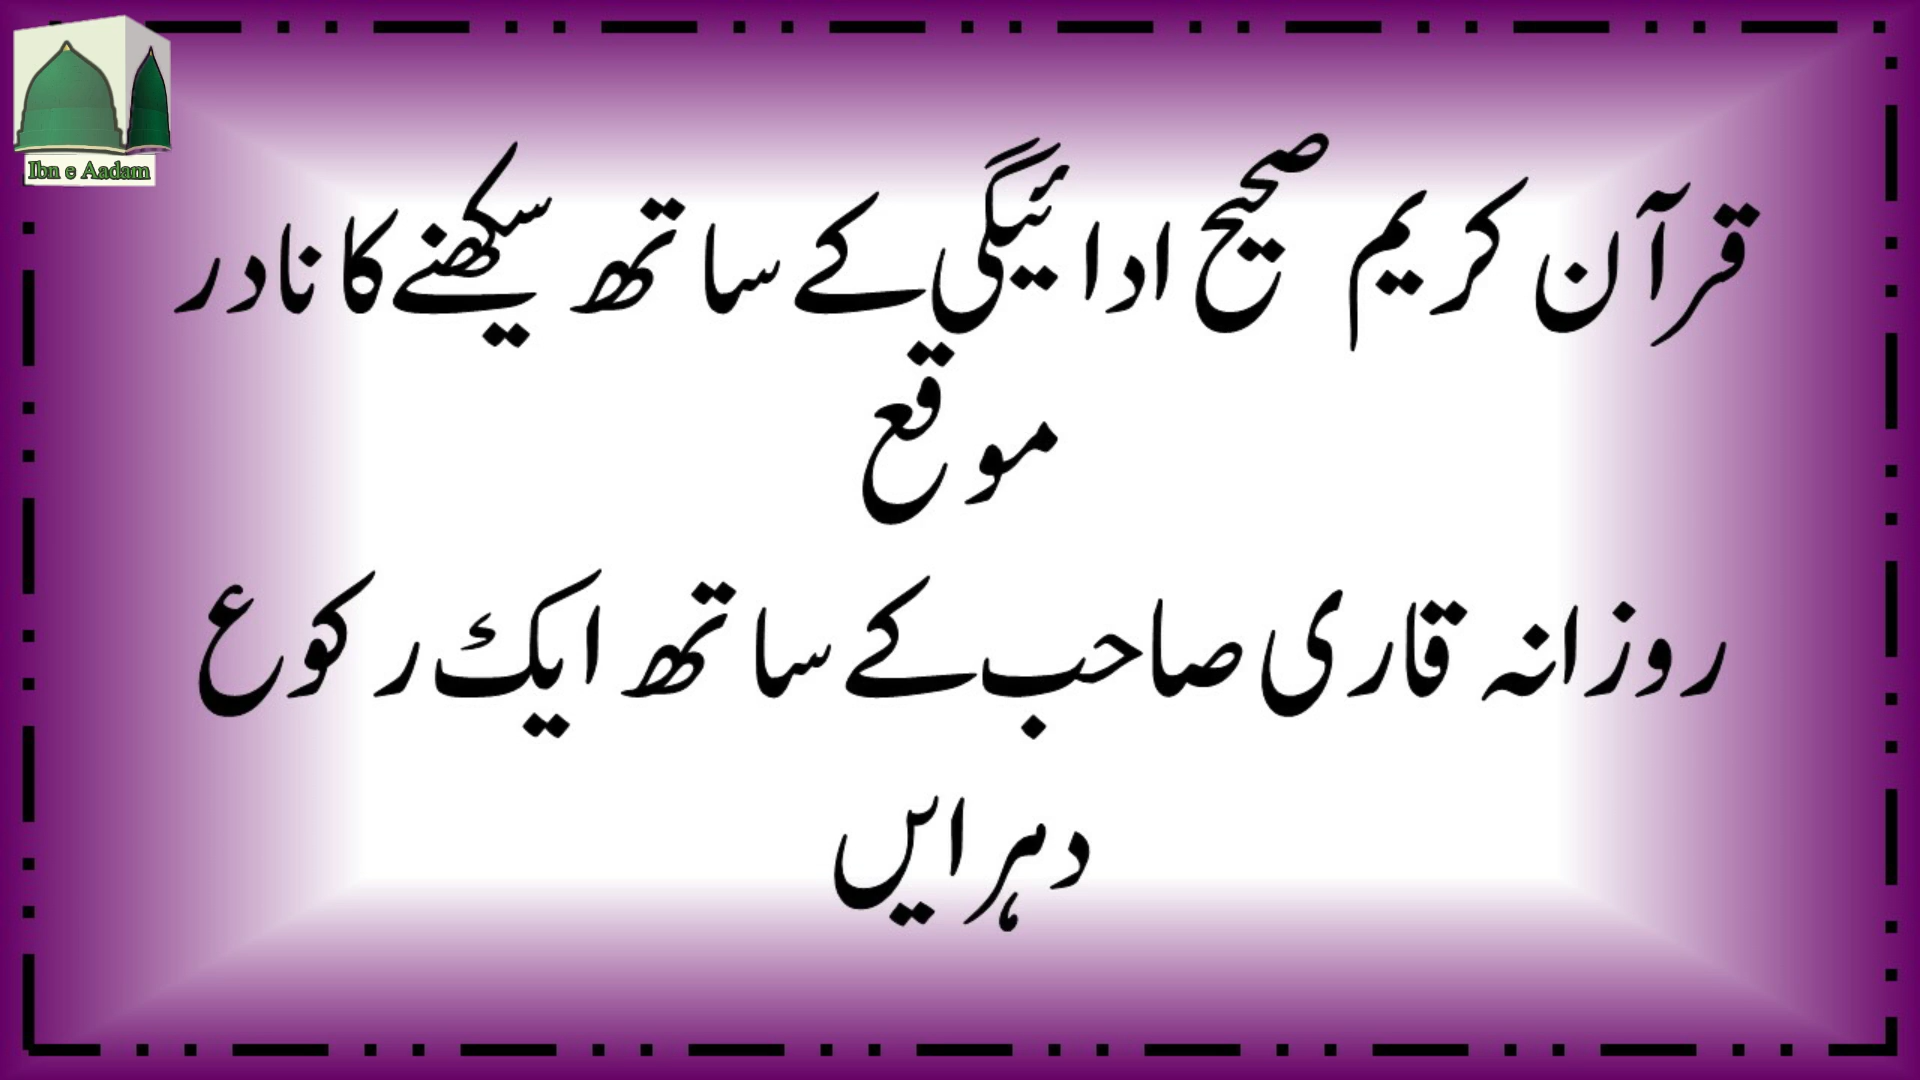 Ibn e Aadam
قرآن کریم صحیح ادائیگی کے ساتھ سیکھنے کا نادر
موقع
روزانہ قاری صاحب کے ساتھ ایک رکوع
دہرایں